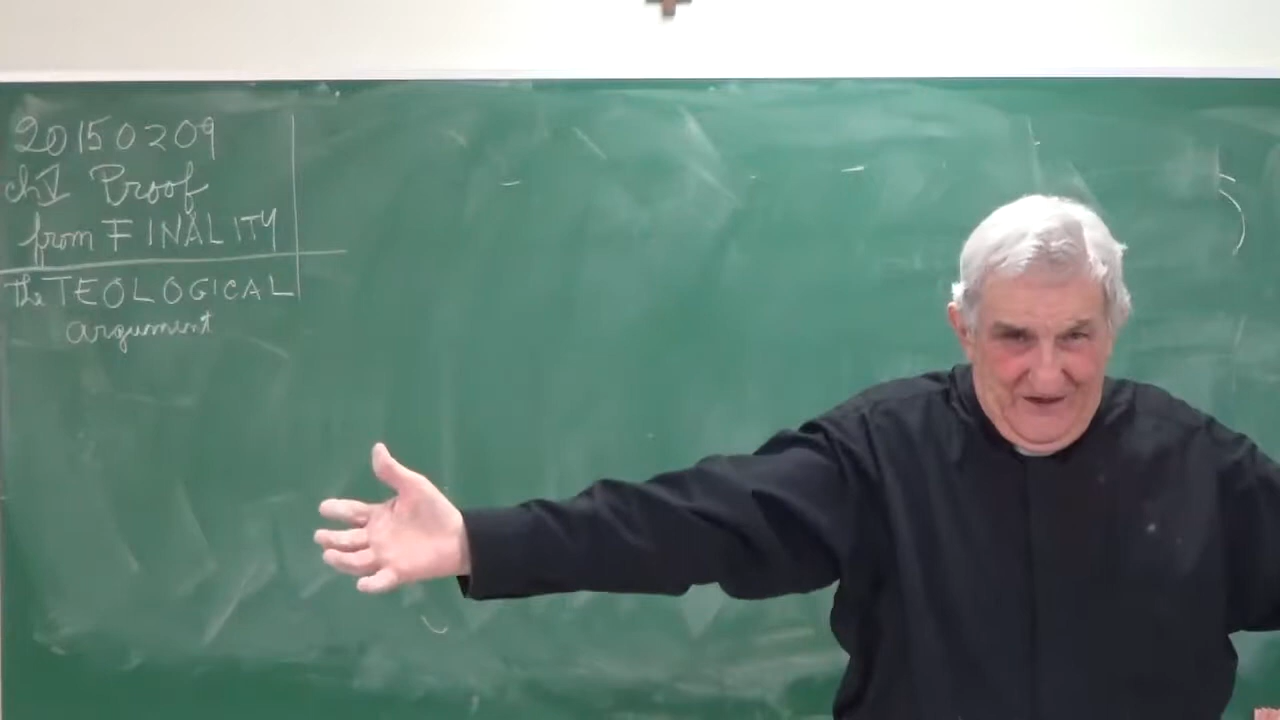 20150209
ch V Proof
from FINALITY
the TEOLOGICAL
argument